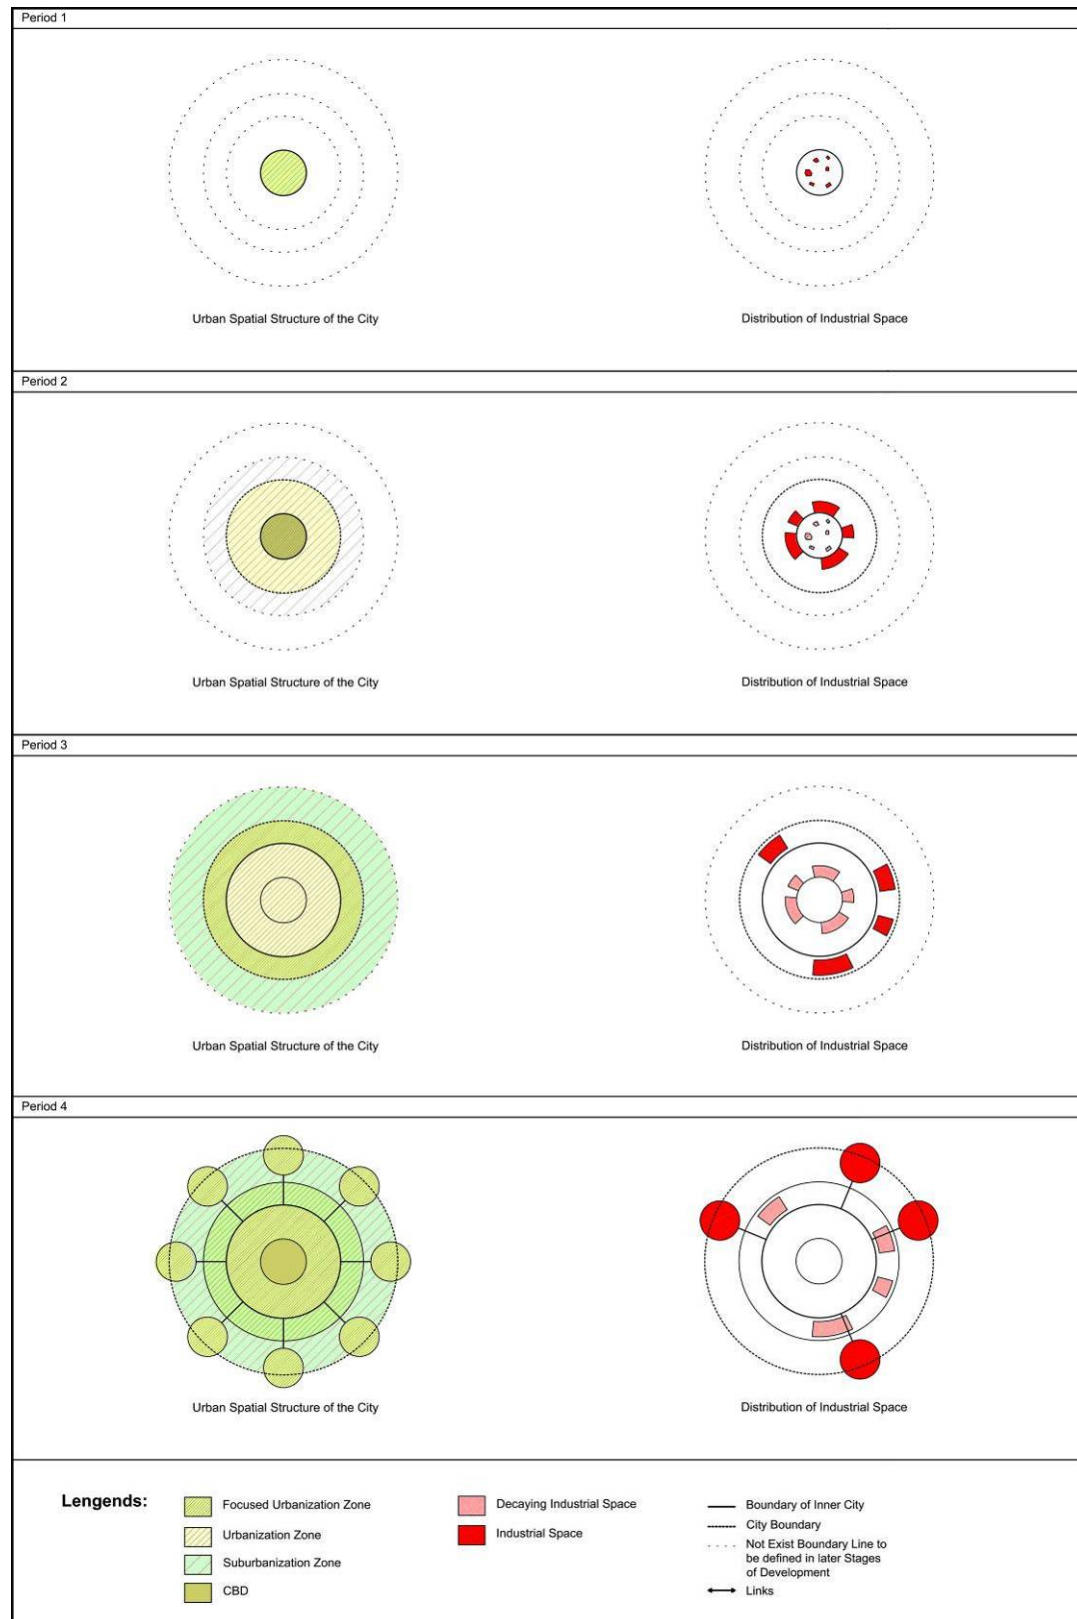 Period 1
Urban Spatial Structure of the City
Distribution of Industrial Space
Period 2
Urban Spatial Structure of the City
Distribution of Industrial Space
Period 3
Urban Spatial Structure of the City
Distribution of Industrial Space
Period 4
Urban Spatial Structure of the City
Distribution of Industrial Space
Lengends:
Focused Urbanization Zone
Urbanization Zone
Suburbanization Zone
CBD
Decaying Industrial Space
Industrial Space
Boundary of Inner City
City Boundary
Not Exist Boundary Line to
be defined in later Stages
of Development
Links